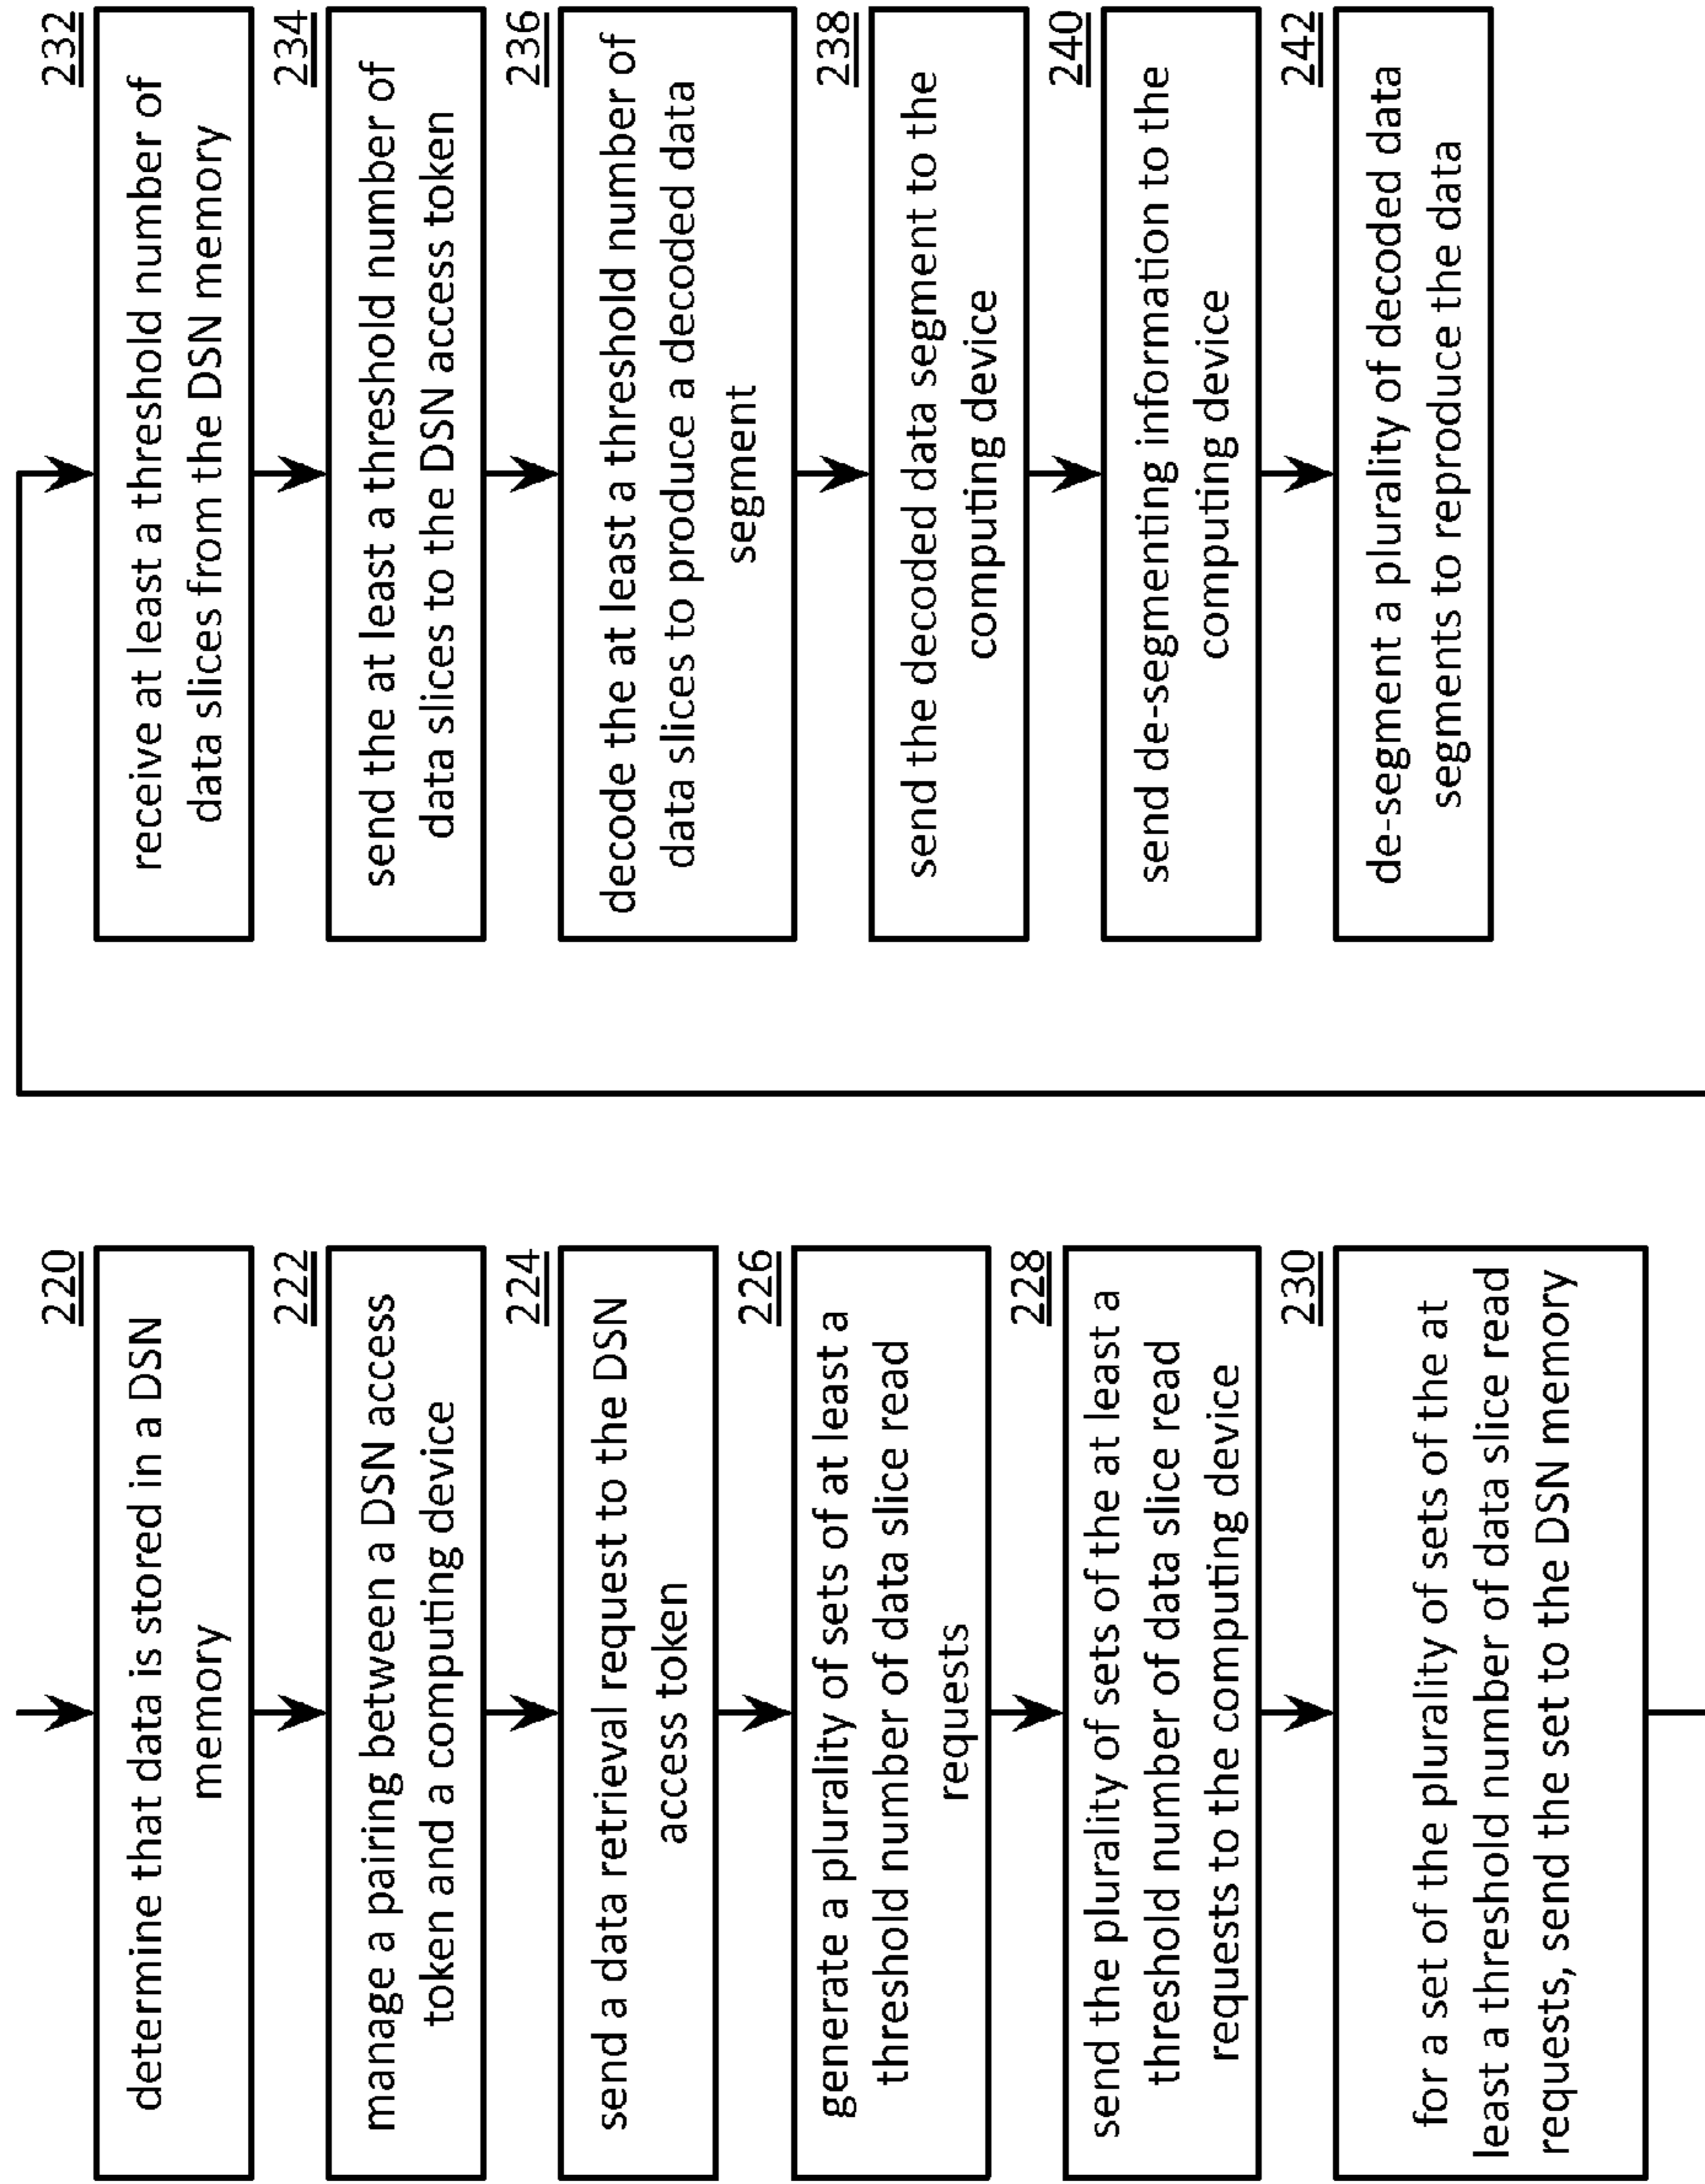 220
determine that data is stored in a DSN
memory
222
manage a pairing between a DSN access
token and a computing device
224
send a data retrieval request to the DSN
access token
226
generate a plurality of sets of at least a
threshold number of data slice read
requests
228
send the plurality of sets of the at least a
threshold number of data slice read
requests to the computing device
230
for a set of the plurality of sets of the at
least a threshold number of data slice read
requests, send the set to the DSN memory
232
receive at least a threshold number of
data slices from the DSN memory
234
send the at least a threshold number of
data slices to the DSN access token
236
decode the at least a threshold number of
data slices to produce a decoded data
segment
238
send the decoded data segment to the
computing device
240
send de-segmenting information to the
computing device
242
de-segment a plurality of decoded data
segments to reproduce the data